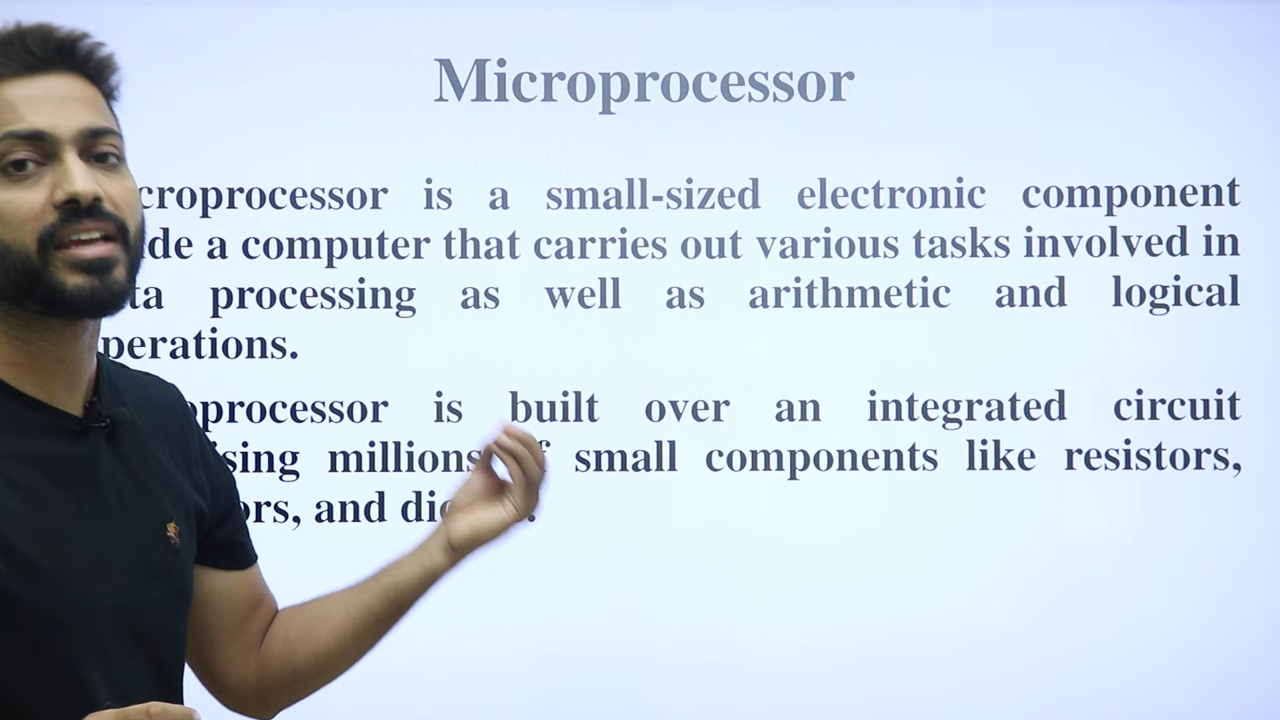 Microprocessor
croprocessor is a small-sized electronic component
de a computer that carries out various tasks involved in
ta processing as well as arithmetic and logical
perations.
processor is built over an integrated circuit
sing millions small components like resistors,
ors, and